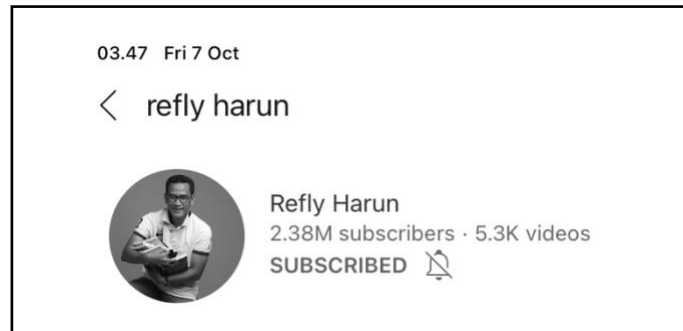 03.47 Fri 7 Oct
refly harun
Refly Harun
2.38M subscribers · 5.3K videos
SUBSCRIBED